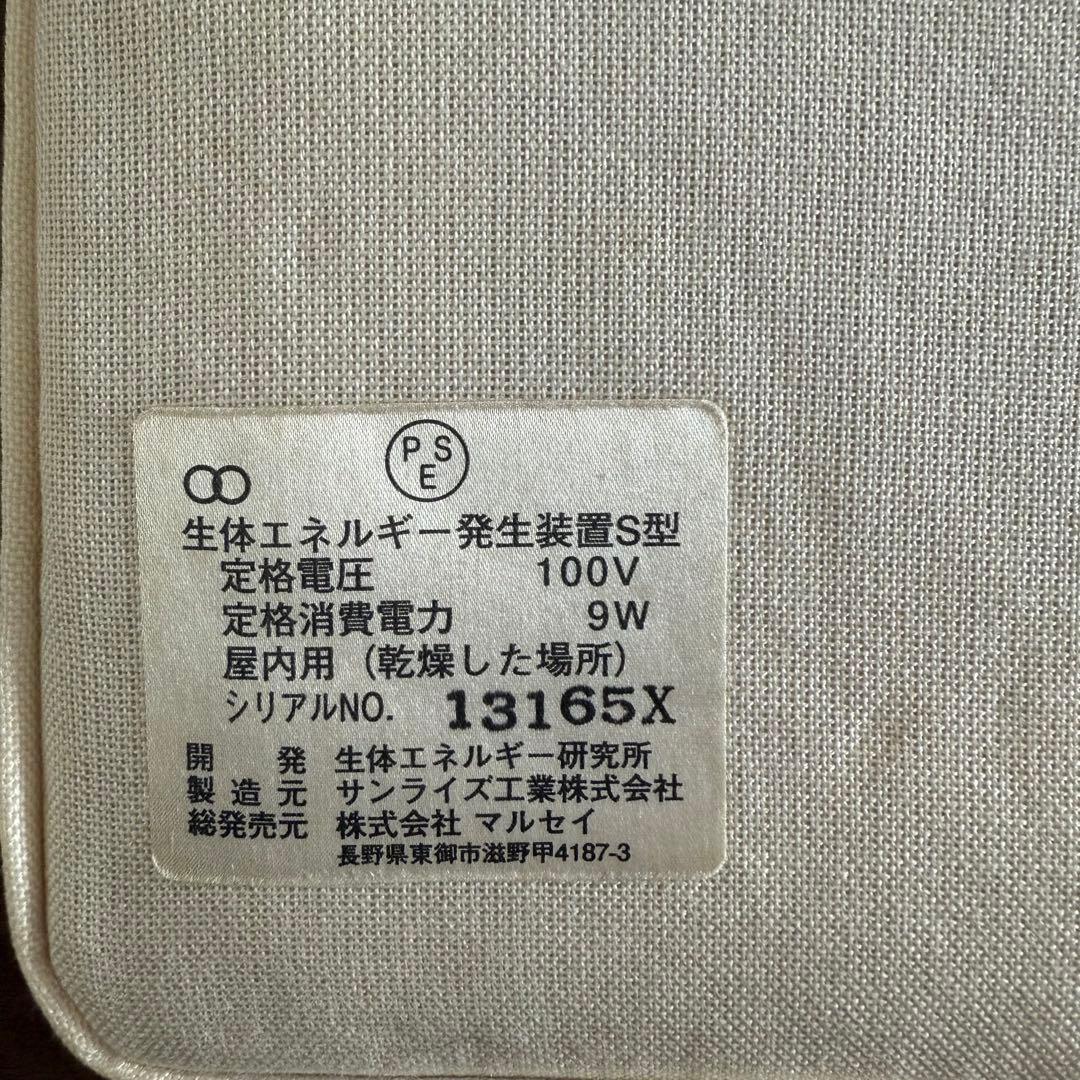 PSE
生体エネルギー発生装置S型
定格電圧 100V
定格消費電力 9W
屋内用 (乾燥した場所)
シリアルNO. 13165X
開発 生体エネルギー研究所
製造元 サンライズ工業株式会社
総発売元 株式会社 マルセイ
長野県東御市滋野甲4187-3